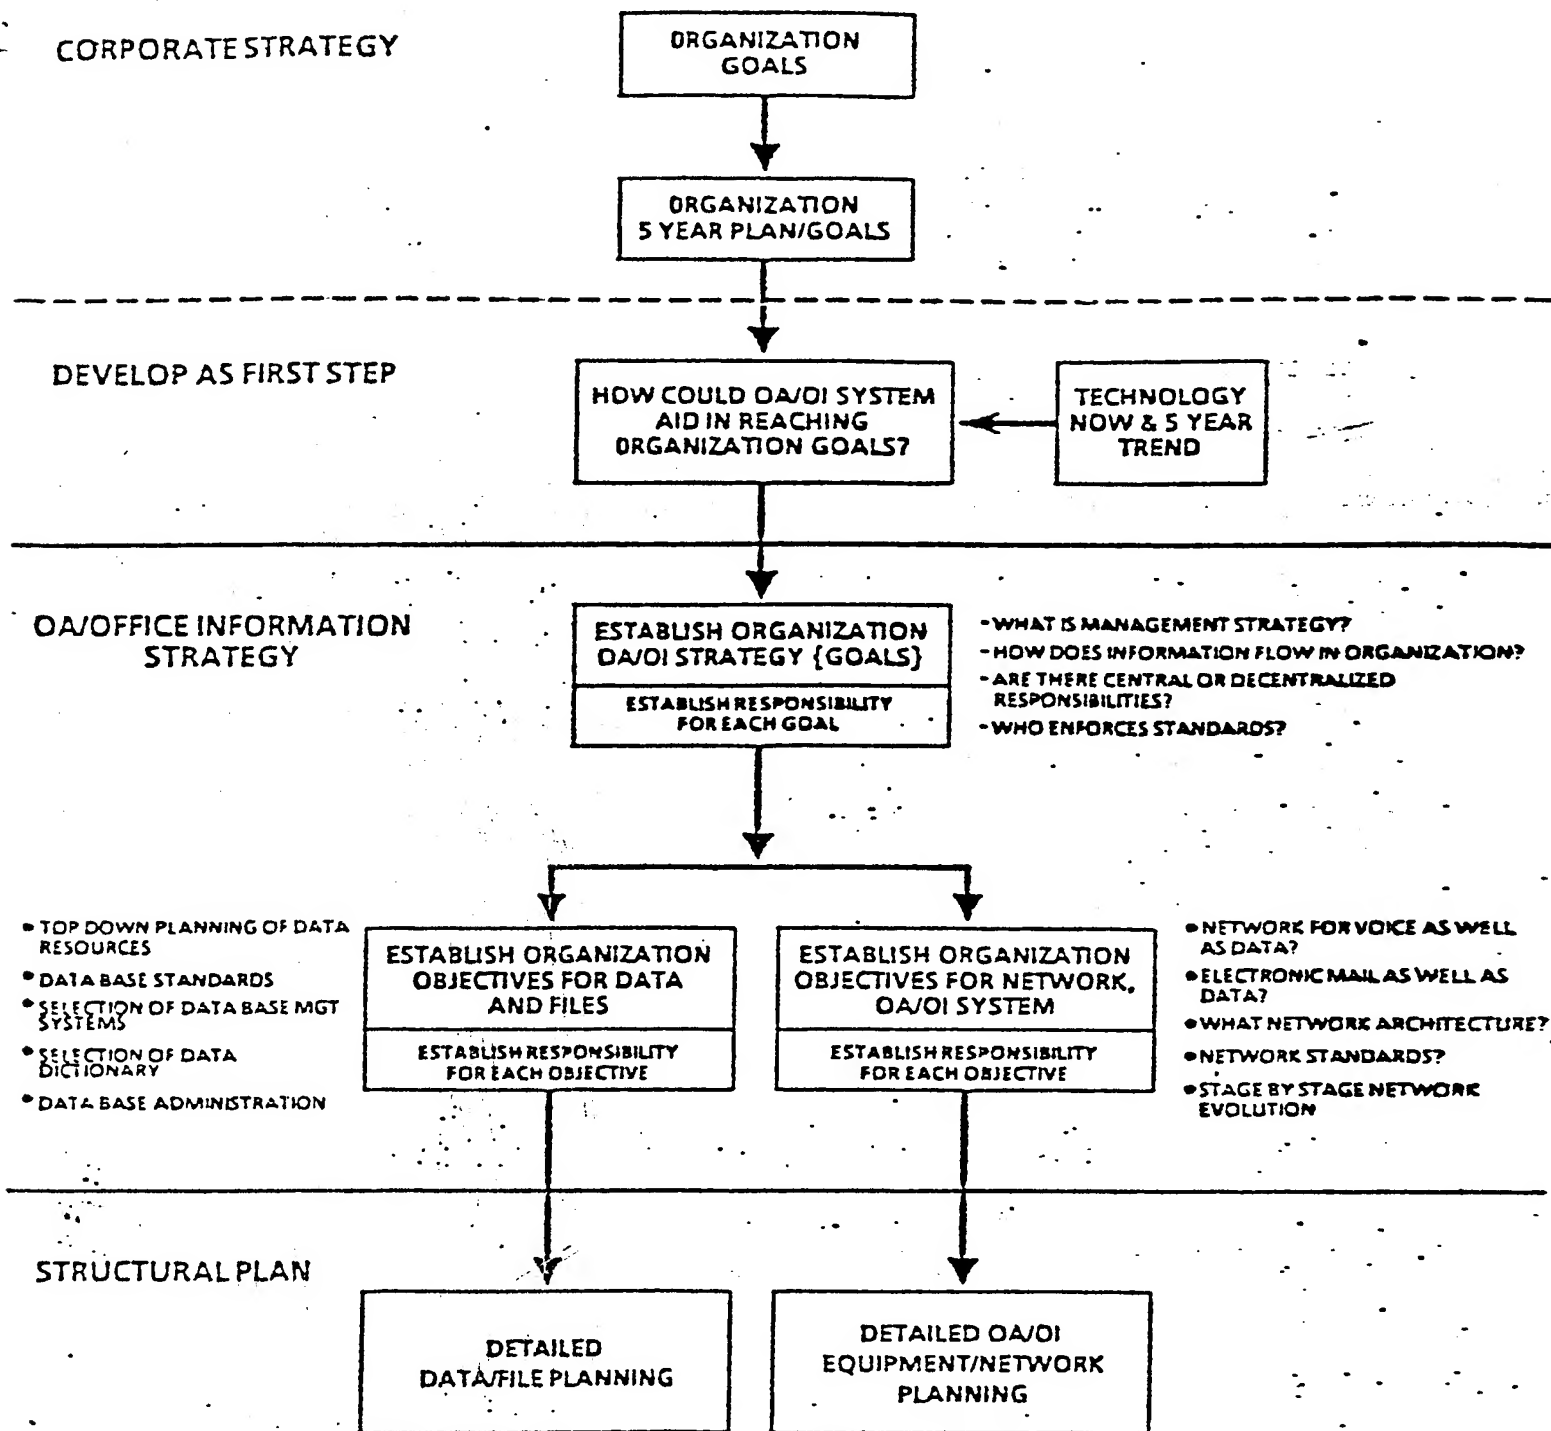 CORPORATE STRATEGY
ORGANIZATION
GOALS
ORGANIZATION
5 YEAR PLAN/GOALS
DEVELOP AS FIRST STEP
HOW COULD OA/OI SYSTEM
AID IN REACHING
ORGANIZATION GOALS?
TECHNOLOGY
NOW & 5 YEAR
TREND
OA/OFFICE INFORMATION
STRATEGY
ESTABLISH ORGANIZATION
OA/OI STRATEGY {GOALS}
ESTABLISH RESPONSIBILITY
FOR EACH GOAL
- WHAT IS MANAGEMENT STRATEGY?
- HOW DOES INFORMATION FLOW IN ORGANIZATION?
- ARE THERE CENTRAL OR DECENTRALIZED
RESPONSIBILITIES?
- WHO ENFORCES STANDARDS?
• TOP DOWN PLANNING OF DATA
RESOURCES
• DATA BASE STANDARDS
• SELECTION OF DATA BASE MGT
SYSTEMS
• SELECTION OF DATA
DICTIONARY
• DATA BASE ADMINISTRATION
ESTABLISH ORGANIZATION
OBJECTIVES FOR DATA
AND FILES
ESTABLISH RESPONSIBILITY
FOR EACH OBJECTIVE
ESTABLISH ORGANIZATION
OBJECTIVES FOR NETWORK,
OA/OI SYSTEM
ESTABLISH RESPONSIBILITY
FOR EACH OBJECTIVE
• NETWORK FOR VOICE AS WELL
AS DATA?
• ELECTRONIC MAIL AS WELL AS
DATA?
• WHAT NETWORK ARCHITECTURE?
• NETWORK STANDARDS?
• STAGE BY STAGE NETWORK
EVOLUTION
STRUCTURAL PLAN
DETAILED
DATA/FILE PLANNING
DETAILED OA/OI
EQUIPMENT/NETWORK
PLANNING